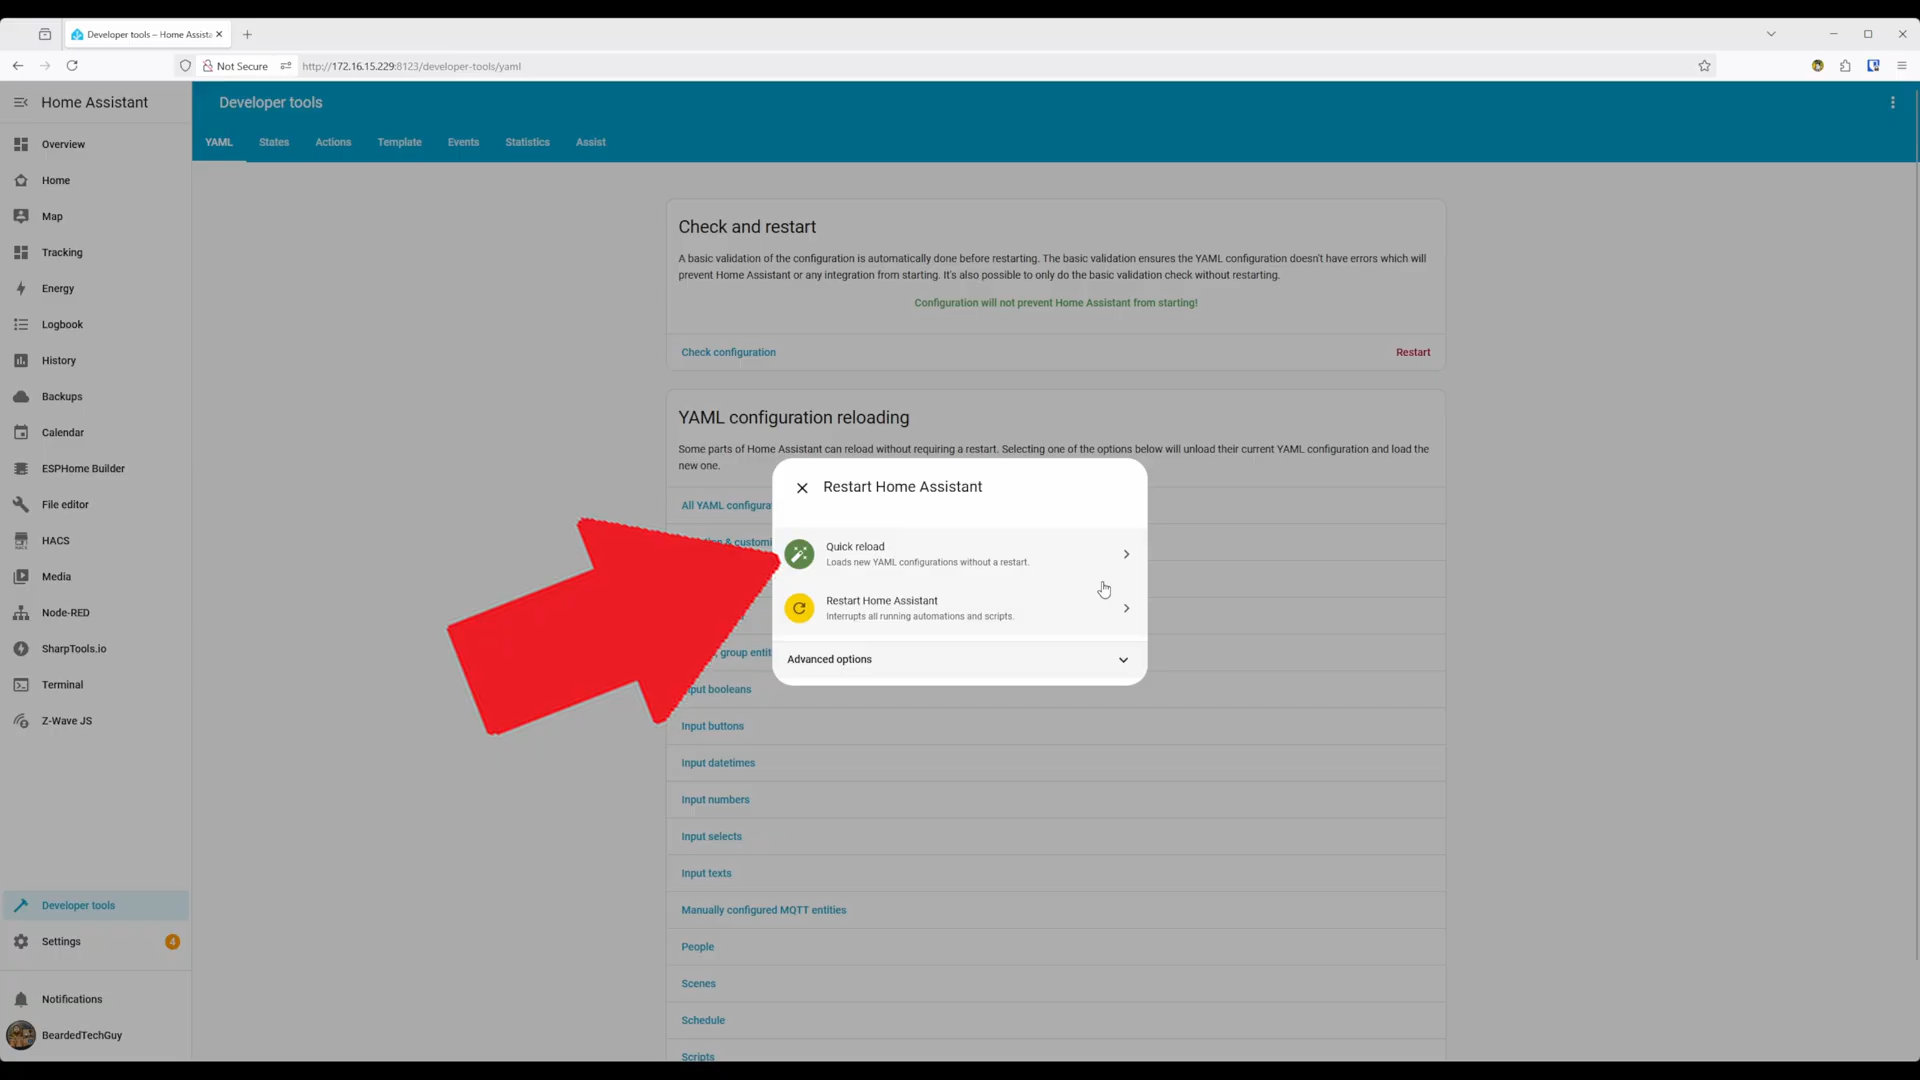 Developer tools – Home Assista
Not Secure
http://172.16.15.229:8123/developer-tools/yaml
Home Assistant
Overview
Home
Map
Tracking
Energy
Logbook
History
Backups
Calendar
ESPHome Builder
File editor
HACS
Media
Node-RED
SharpTools.io
Terminal
Z-Wave JS
Developer tools
Settings
4
Notifications
BeardedTechGuy
Developer tools
YAML
States
Actions
Template
Events
Statistics
Assist
Check and restart
A basic validation of the configuration is automatically done before restarting. The basic validation ensures the YAML configuration doesn't have errors which will
prevent Home Assistant or any integration from starting. It's also possible to only do the basic validation check without restarting.
Configuration will not prevent Home Assistant from starting!
Check configuration
Restart
YAML configuration reloading
Some parts of Home Assistant can reload without requiring a restart. Selecting one of the options below will unload their current YAML configuration and load the
new one.
All YAML configura
& customi
group entit
Restart Home Assistant
Quick reload
Loads new YAML configurations without a restart.
Restart Home Assistant
Interrupts all running automations and scripts.
Advanced options
put booleans
Input buttons
Input datetimes
Input numbers
Input selects
Input texts
Manually configured MQTT entities
People
Scenes
Schedule
Scripts